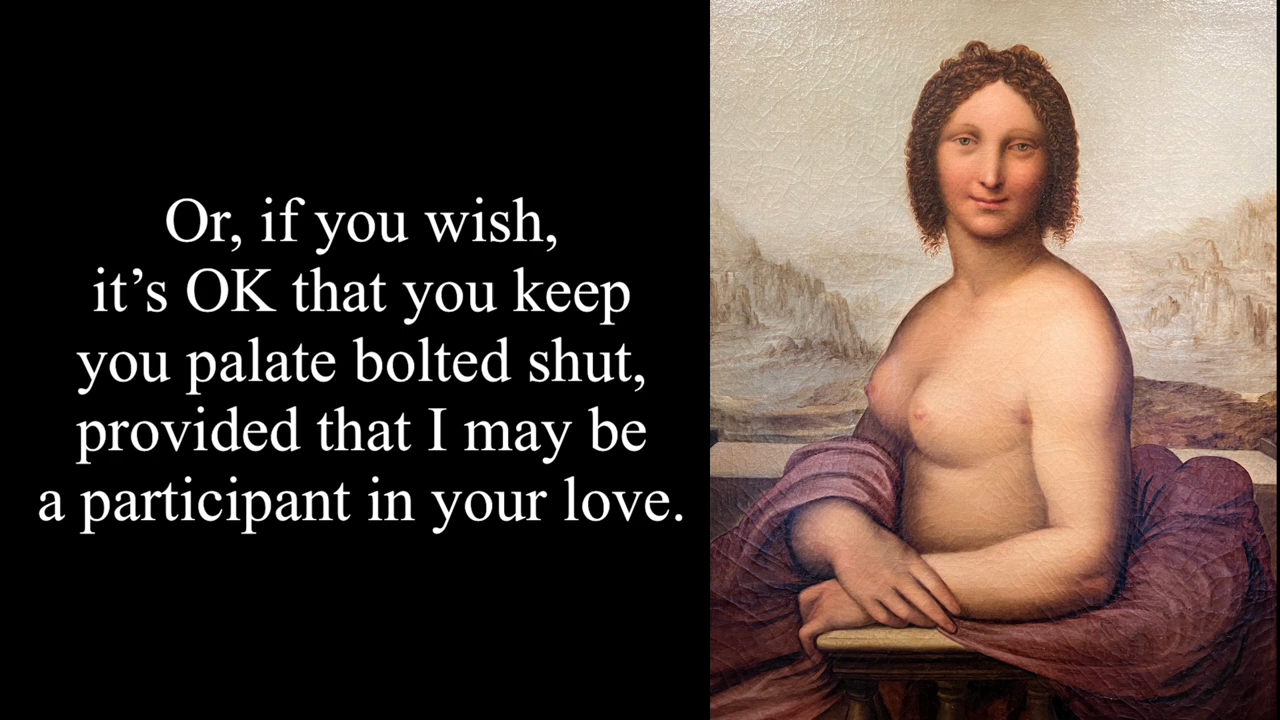 Or, if you wish,
it’s OK that you keep
you palate bolted shut,
provided that I may be
a participant in your love.